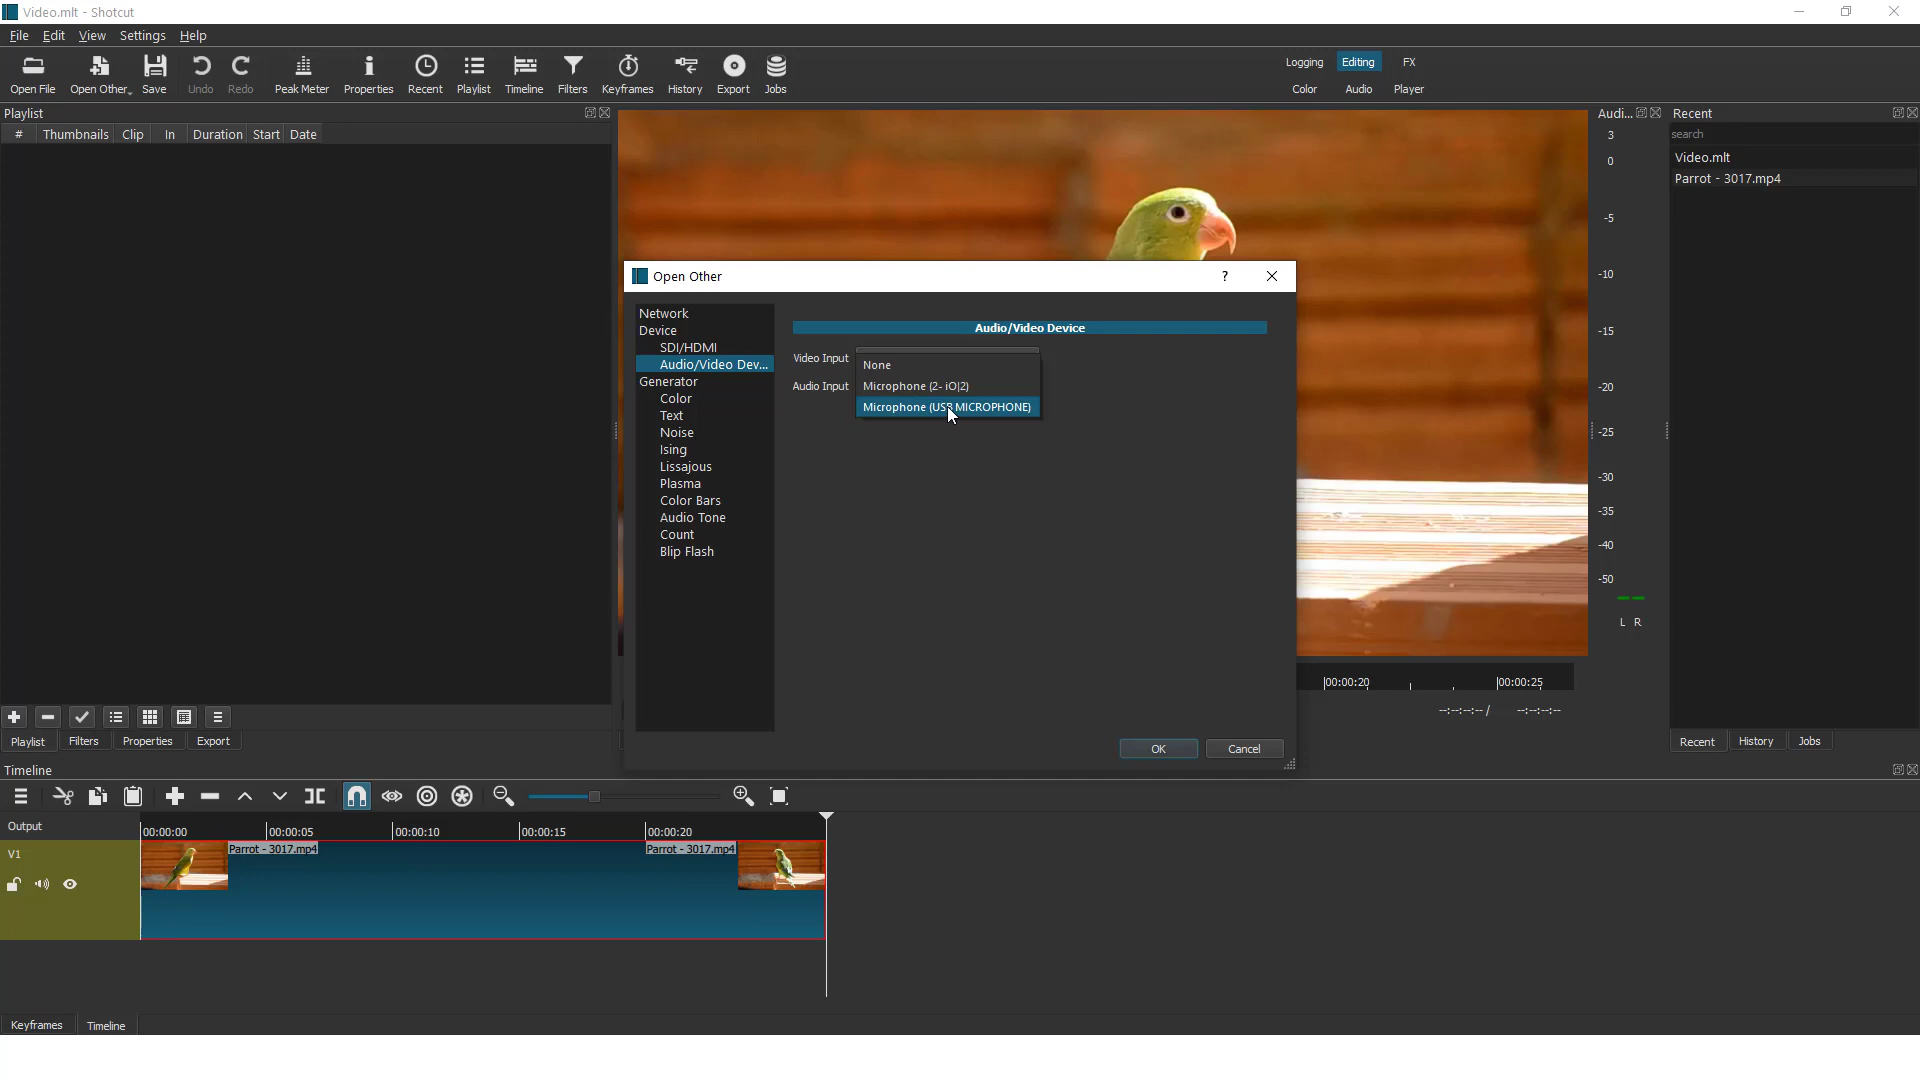 Video.mlt - Shotcut
File Edit View Settings Help
Open File Open Other Save Undo Redo Peak Meter Properties Recent Playlist Timeline Filters Keyframes History Export Jobs
Logging Editing FX
Color Audio Player
Playlist
# Thumbnails Clip In Duration Start Date
Audi...
3
0
-5
-10
-15
-20
-25
-30
-35
-40
-50
L R
Recent
search
Video.mlt
Parrot - 3017.mp4
Open Other
?
Network
Device
SDI/HDMI
Audio/Video Dev...
Generator
Color
Text
Noise
Ising
Lissajous
Plasma
Color Bars
Audio Tone
Count
Blip Flash
Audio/Video Device
Video Input
Audio Input
None
Microphone (2- iO|2)
Microphone (USB MICROPHONE)
OK Cancel
00:00:20 00:00:25
--:--:--:-- / --:--:--:--
Playlist Filters Properties Export
Recent History Jobs
Timeline
Output
00:00:00 00:00:05 00:00:10 00:00:15 00:00:20
V1
Parrot - 3017.mp4 Parrot - 3017.mp4
Keyframes Timeline